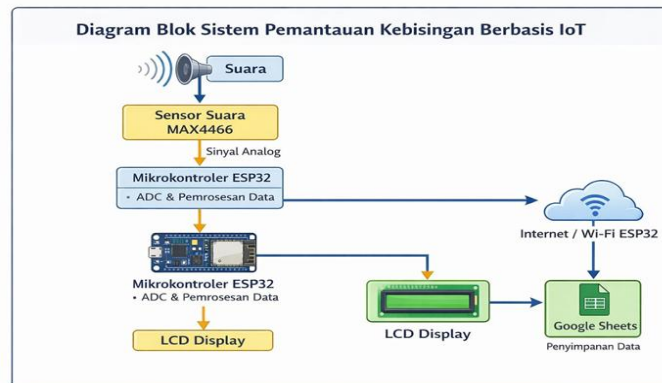 Diagram Blok Sistem Pemantauan Kebisingan Berbasis IoT
Suara
Sensor Suara
MAX4466
Sinyal Analog
Mikrokontroler ESP32
• ADC & Pemrosesan Data
Internet / Wi-Fi ESP32
Mikrokontroler ESP32
• ADC & Pemrosesan Data
LCD Display
LCD Display
Google Sheets
Penyimpanan Data